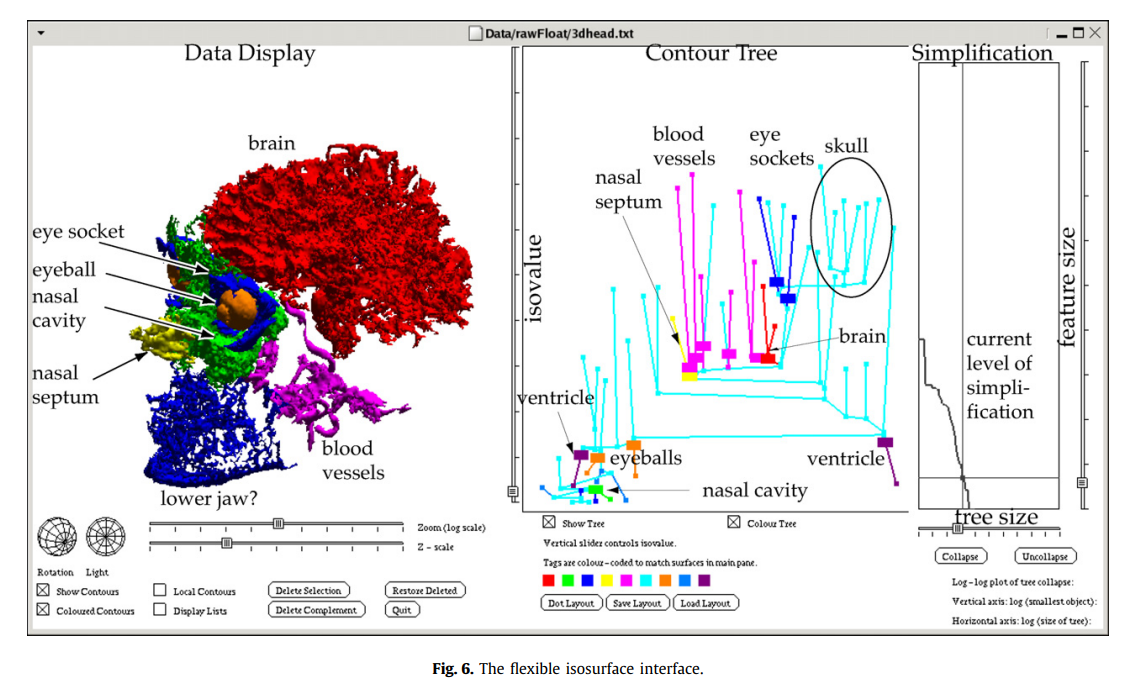 Data/rawFloat/3dhead.txt
Data Display
Contour Tree
Simplification
brain
eye socket
eyeball
nasal
cavity
nasal
septum
lower jaw?
blood
vessels
isovalue
nasal
septum
blood
vessels
eye
sockets
skull
brain
ventricle
eyeballs
ventricle
nasal cavity
current
level of
simpli-
fication
feature size
tree size
Rotation
Light
Zoom (log scale)
Z - scale
Show Contours
Local Contours
Delete Selection
Restore Deleted
Coloured Contours
Display Lists
Delete Complement
Quit
Show Tree
Colour Tree
Vertical slider controls isovalue.
Tags are colour-coded to match surfaces in main pane.
Dot Layout
Save Layout
Load Layout
Collapse
Uncollapse
Log-log plot of tree collapse:
Vertical axis: log (smallest object):
Horizontal axis: log (size of tree):
Fig. 6. The flexible isosurface interface.